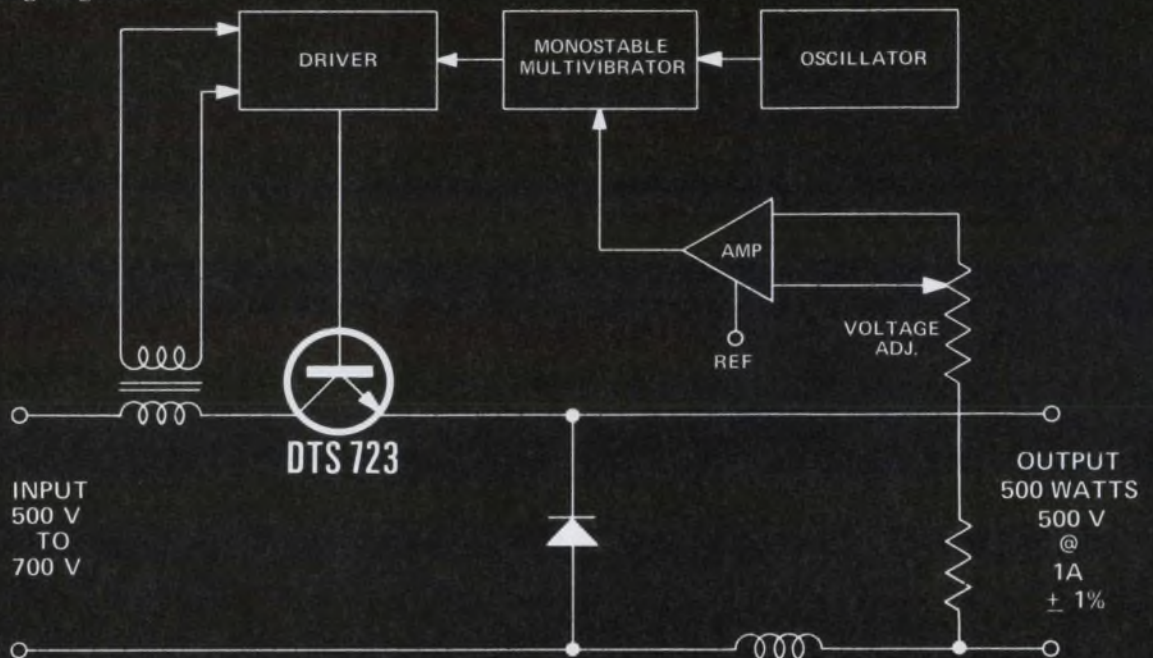 DRIVER
MONOSTABLE
MULTIVIBRATOR
OSCILLATOR
AMP
REF
VOLTAGE
ADJ.
DTS 723
INPUT
500 V
TO
700 V
OUTPUT
500 WATTS
500 V
@
1A
± 1%